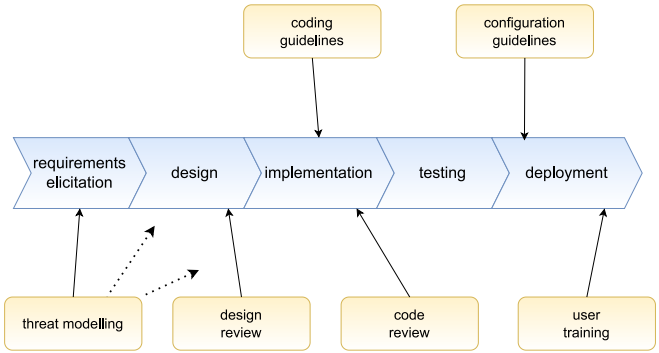 coding
guidelines
configuration
guidelines
requirements
elicitation
design
implementation
testing
deployment
threat modelling
design
review
code
review
user
training